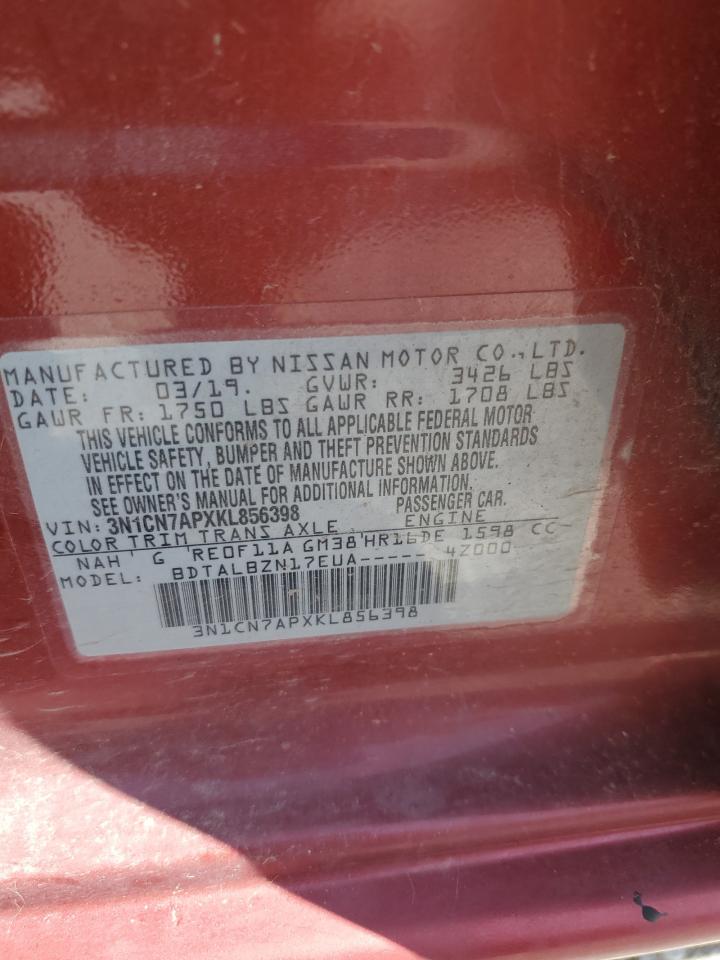 MANUFACTURED BY NISSAN MOTOR CO., LTD.
DATE: 03/19. GVWR: 3426 LBS
GAWR FR: 1750 LBS GAWR RR: 1708 LBS
THIS VEHICLE CONFORMS TO ALL APPLICABLE FEDERAL MOTOR
VEHICLE SAFETY, BUMPER AND THEFT PREVENTION STANDARDS
IN EFFECT ON THE DATE OF MANUFACTURE SHOWN ABOVE.
SEE OWNER'S MANUAL FOR ADDITIONAL INFORMATION.
VIN: 3N1CN7APXKL856398 PASSENGER CAR.
COLOR TRIM TRANS AXLE ENGINE
NAH G RE0F11A GM38 HR16DE 1598 CC
MODEL: BDTALBZN17EUA-----4Z000
3N1CN7APXKL856398